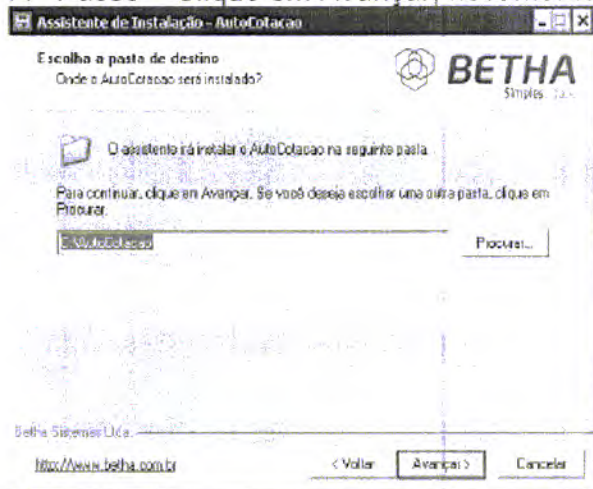 Assistente de Instalação - AutoCotacao
Escolha a pasta de destino
Onde o AutoCotacao será instalado?
BETHA
Simples.
O assistente irá instalar o AutoCotacao na seguinte pasta.
Para continuar, clique em Avançar. Se você deseja escolher uma outra pasta, clique em
Procurar.
C:\AutoCotacao
Procurar...
Betha Sistemas Ltda.
http://www.betha.com.br
< Voltar
Avançar >
Cancelar